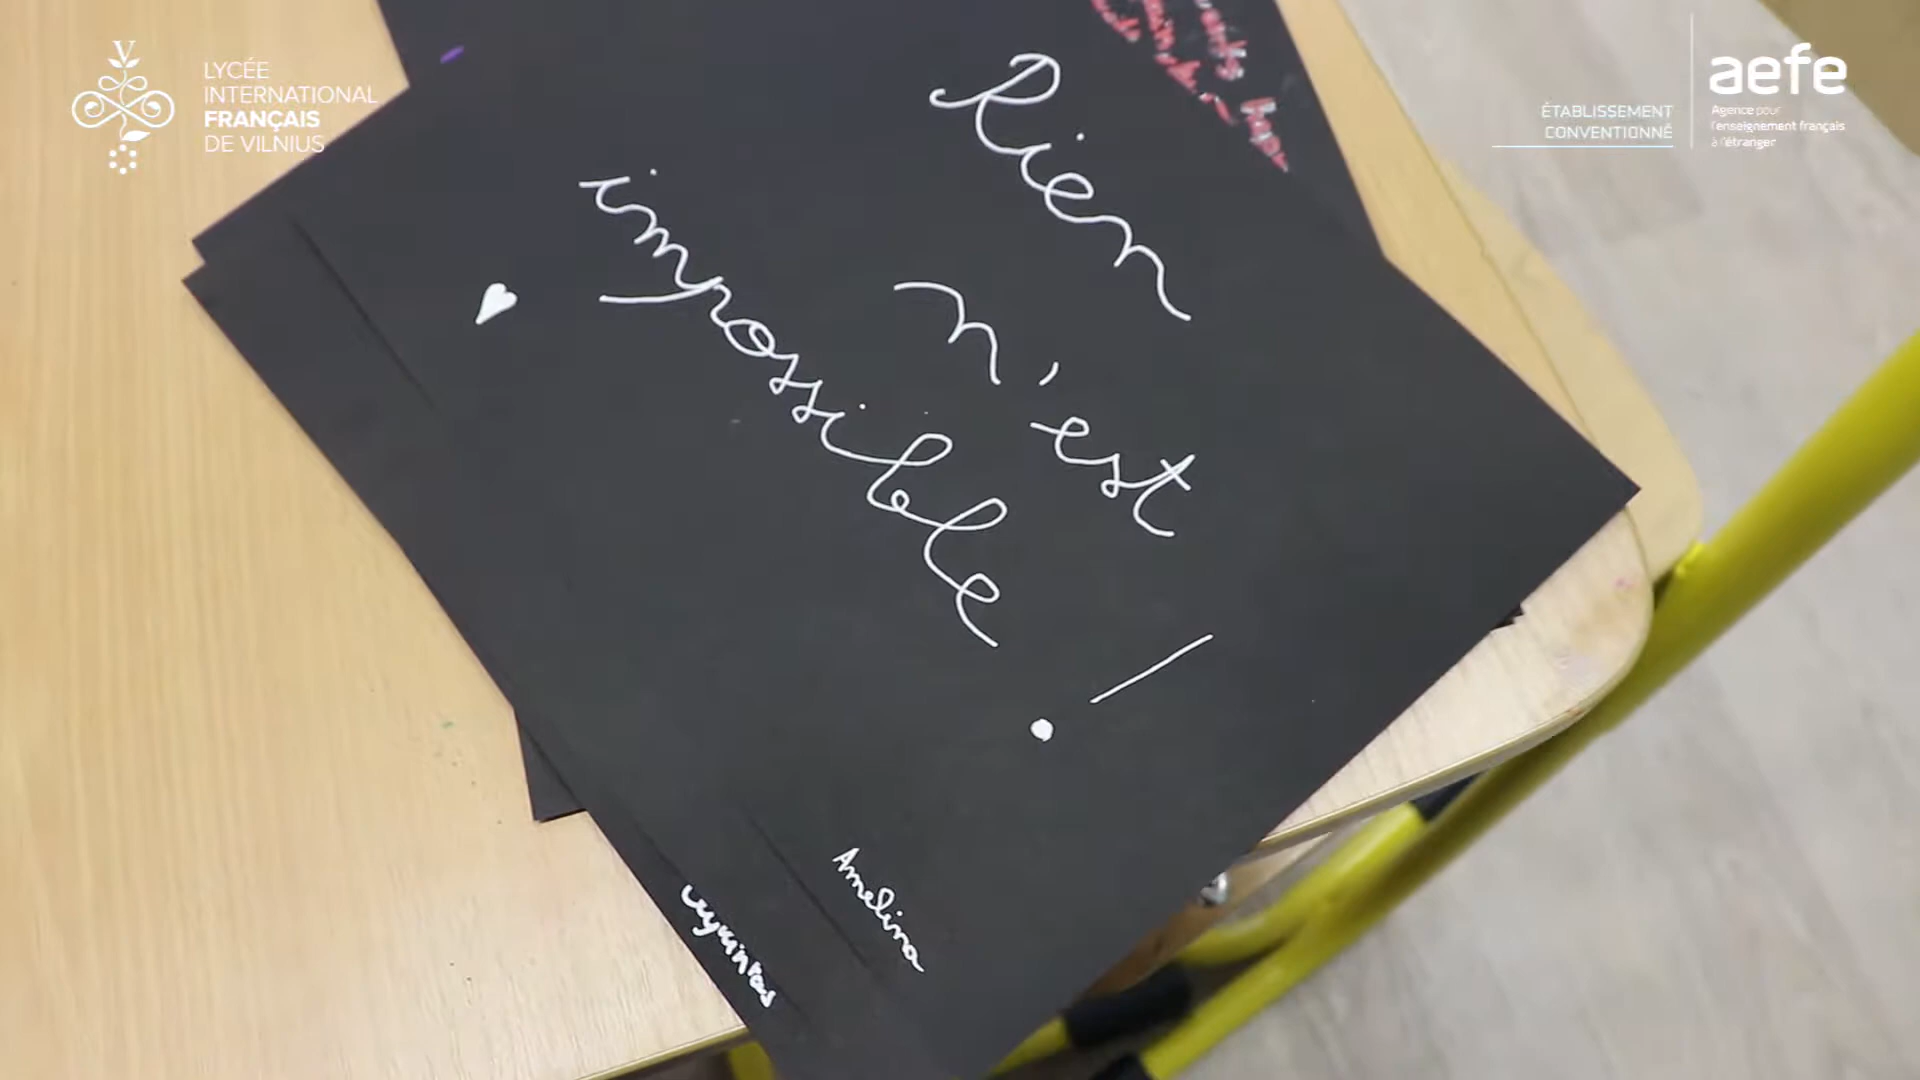 LYCÉE
INTERNATIONAL
FRANÇAIS
DE VILNIUS
ÉTABLISSEMENT
CONVENTIONNÉ
aefe
Agence pour
l'enseignement français
à l'étranger
Rien
n'est
impossible !
Amelina